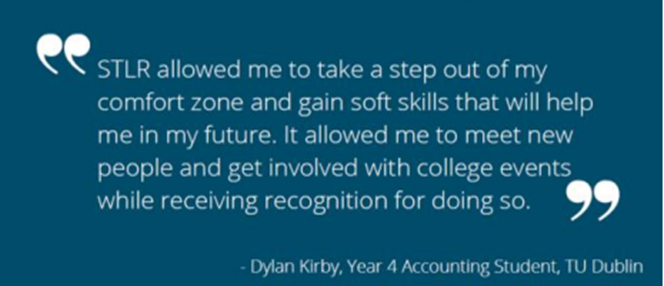 “
STLR allowed me to take a step out of my
comfort zone and gain soft skills that will help
me in my future. It allowed me to meet new
people and get involved with college events
while receiving recognition for doing so. ”
- Dylan Kirby, Year 4 Accounting Student, TU Dublin